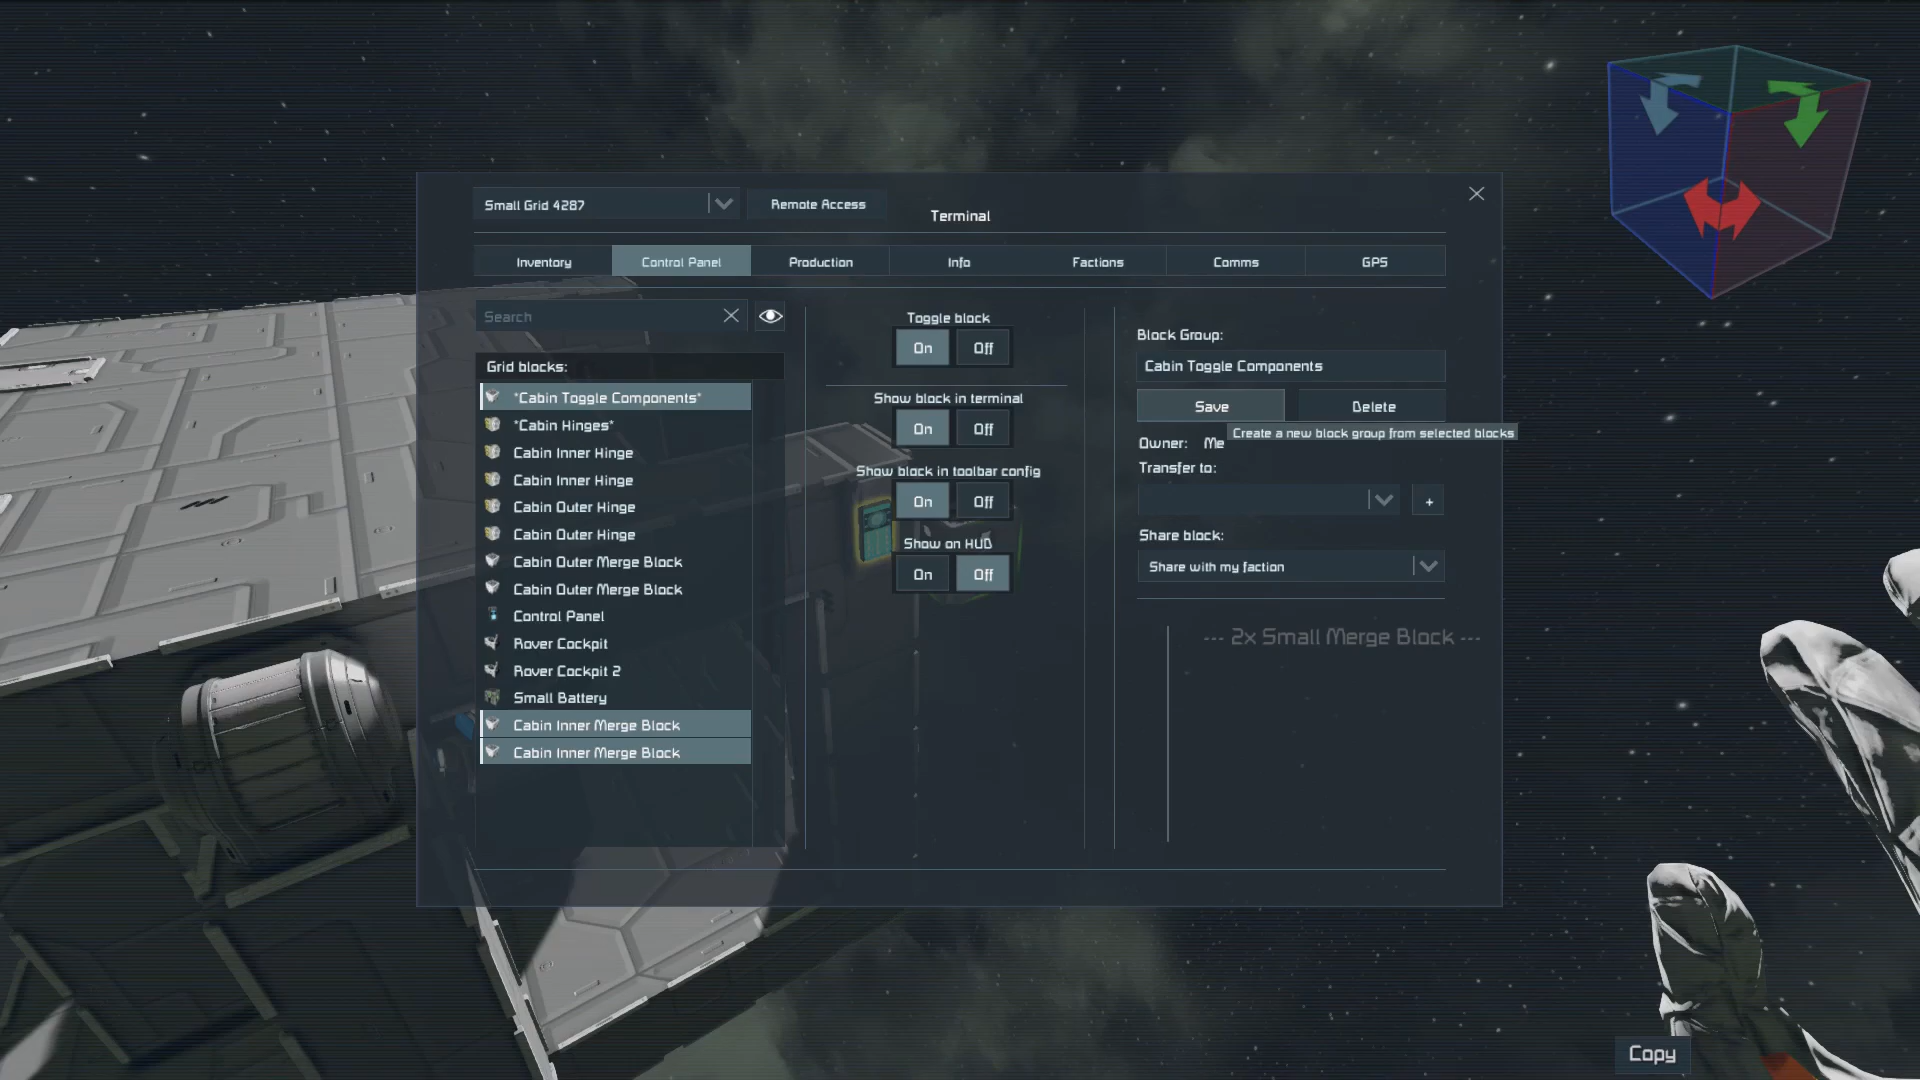 Small Grid 4287
Remote Access
Terminal
Inventory
Control Panel
Production
Info
Factions
Comms
GPS
Search
Grid blocks:
*Cabin Toggle Components*
*Cabin Hinges*
Cabin Inner Hinge
Cabin Inner Hinge
Cabin Outer Hinge
Cabin Outer Hinge
Cabin Outer Merge Block
Cabin Outer Merge Block
Control Panel
Rover Cockpit
Rover Cockpit 2
Small Battery
Cabin Inner Merge Block
Cabin Inner Merge Block
Toggle block
On Off
Show block in terminal
On Off
Show block in toolbar config
On Off
Show on HUD
On Off
Block Group:
Cabin Toggle Components
Save
Delete
Create a new block group from selected blocks
Owner: Me
Transfer to:
+
Share block:
Share with my faction
--- 2x Small Merge Block ---
Copy